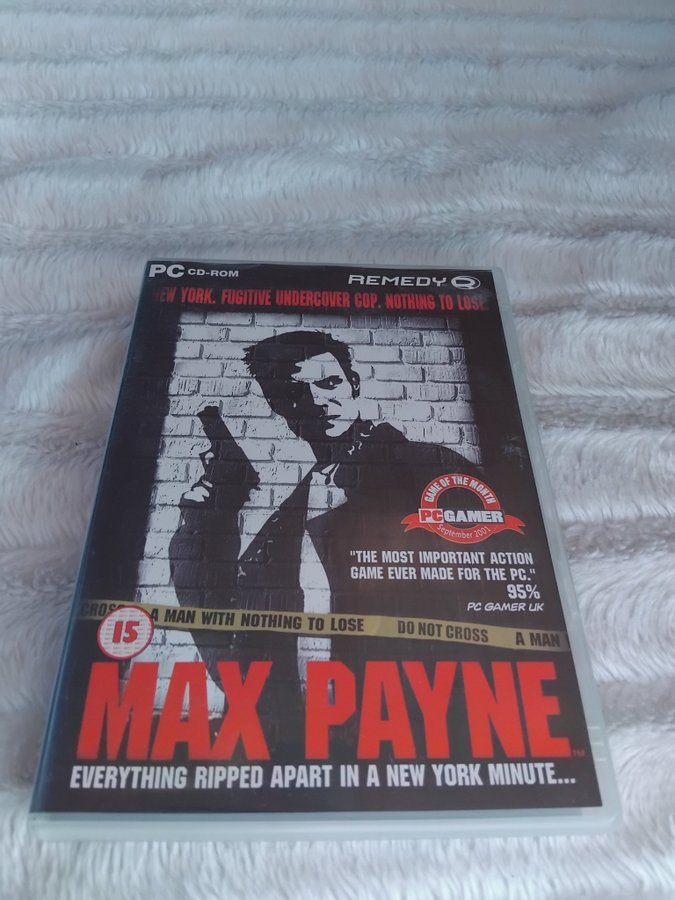 PC CD-ROM
REMEDY
NEW YORK. FUGITIVE UNDERCOVER COP. NOTHING TO LOSE.
GAME OF THE MONTH
PC GAMER
September 2001
"THE MOST IMPORTANT ACTION
GAME EVER MADE FOR THE PC."
95%
PC GAMER UK
CROSS A MAN WITH NOTHING TO LOSE DO NOT CROSS A MAN
15
MAX PAYNE™
EVERYTHING RIPPED APART IN A NEW YORK MINUTE...